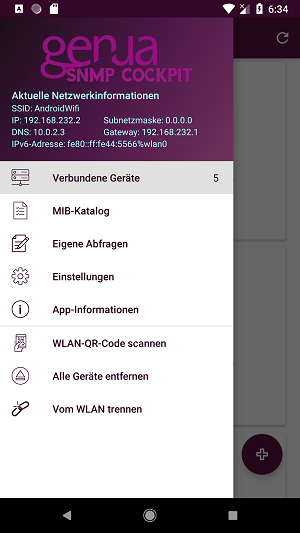 6:34
genua
SNMP COCKPIT
Aktuelle Netzwerkinformationen
SSID: AndroidWifi
IP: 192.168.232.2 Subnetzmaske: 0.0.0.0
DNS: 10.0.2.3 Gateway: 192.168.232.1
IPv6-Adresse: fe80::ff:fe44:5566%wlan0
Verbundene Geräte 5
MIB-Katalog
Eigene Abfragen
Einstellungen
App-Informationen
WLAN-QR-Code scannen
Alle Geräte entfernen
Vom WLAN trennen